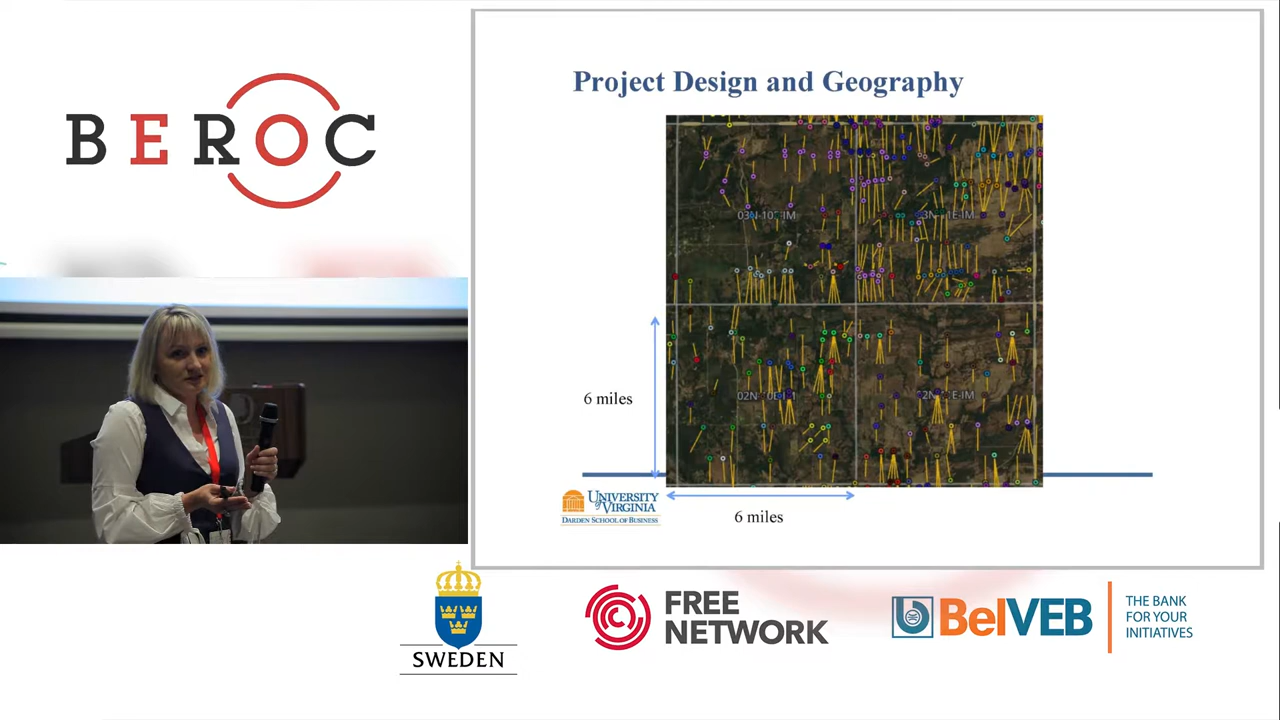 BEROC
Project Design and Geography
6 miles
6 miles
UNIVERSITY
of VIRGINIA
DARDEN SCHOOL OF BUSINESS
SWEDEN
FREE
NETWORK
BelVEB
THE BANK
FOR YOUR
INITIATIVES